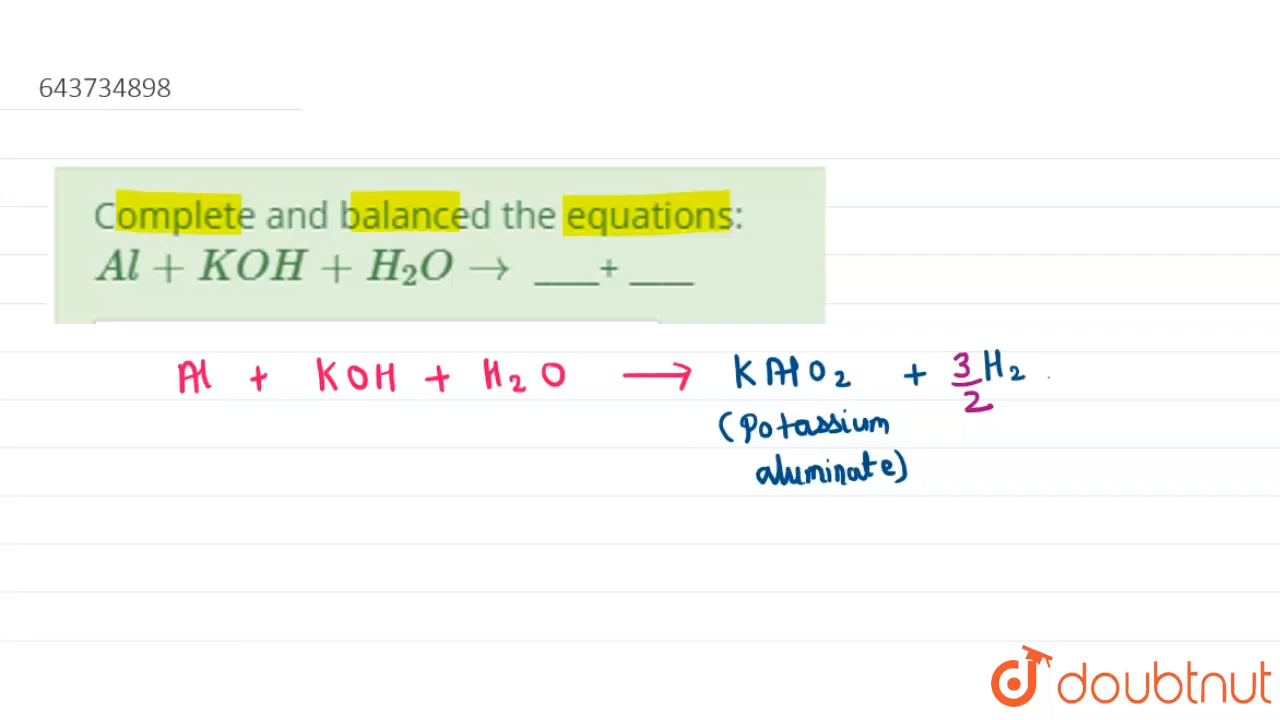 643734898
Complete and balanced the equations:
Al + KOH + H₂O → ___+ ___
Al + KOH + H₂O ⟶ KAlO₂ + 3/2 H₂
(Potassium
aluminate)
doubtnut